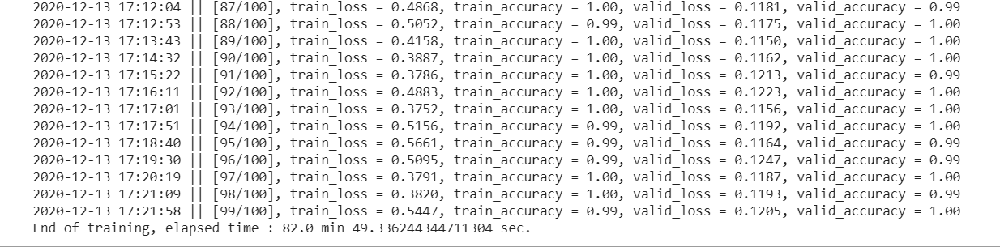 2020-12-13 17:12:04 || [87/100], train_loss = 0.4868, train_accuracy = 1.00, valid_loss = 0.1181, valid_accuracy = 0.99
2020-12-13 17:12:53 || [88/100], train_loss = 0.5052, train_accuracy = 0.99, valid_loss = 0.1175, valid_accuracy = 1.00
2020-12-13 17:13:43 || [89/100], train_loss = 0.4158, train_accuracy = 1.00, valid_loss = 0.1150, valid_accuracy = 1.00
2020-12-13 17:14:32 || [90/100], train_loss = 0.3887, train_accuracy = 1.00, valid_loss = 0.1162, valid_accuracy = 1.00
2020-12-13 17:15:22 || [91/100], train_loss = 0.3786, train_accuracy = 1.00, valid_loss = 0.1213, valid_accuracy = 0.99
2020-12-13 17:16:11 || [92/100], train_loss = 0.4883, train_accuracy = 1.00, valid_loss = 0.1223, valid_accuracy = 1.00
2020-12-13 17:17:01 || [93/100], train_loss = 0.3752, train_accuracy = 1.00, valid_loss = 0.1156, valid_accuracy = 1.00
2020-12-13 17:17:51 || [94/100], train_loss = 0.5156, train_accuracy = 0.99, valid_loss = 0.1192, valid_accuracy = 1.00
2020-12-13 17:18:40 || [95/100], train_loss = 0.5661, train_accuracy = 0.99, valid_loss = 0.1164, valid_accuracy = 0.99
2020-12-13 17:19:30 || [96/100], train_loss = 0.5095, train_accuracy = 0.99, valid_loss = 0.1247, valid_accuracy = 0.99
2020-12-13 17:20:19 || [97/100], train_loss = 0.3791, train_accuracy = 1.00, valid_loss = 0.1187, valid_accuracy = 1.00
2020-12-13 17:21:09 || [98/100], train_loss = 0.3820, train_accuracy = 1.00, valid_loss = 0.1193, valid_accuracy = 0.99
2020-12-13 17:21:58 || [99/100], train_loss = 0.5447, train_accuracy = 0.99, valid_loss = 0.1205, valid_accuracy = 1.00
End of training, elapsed time : 82.0 min 49.336244344711304 sec.